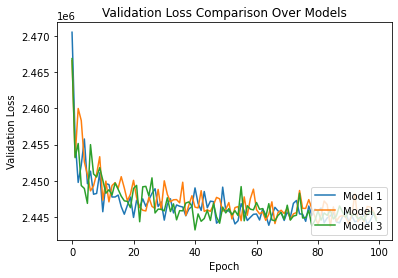 Validation Loss Comparison Over Models
1e6
2.470
2.465
2.460
2.455
2.450
2.445
Validation Loss
0
20
40
60
80
100
Epoch
Model 1
Model 2
Model 3